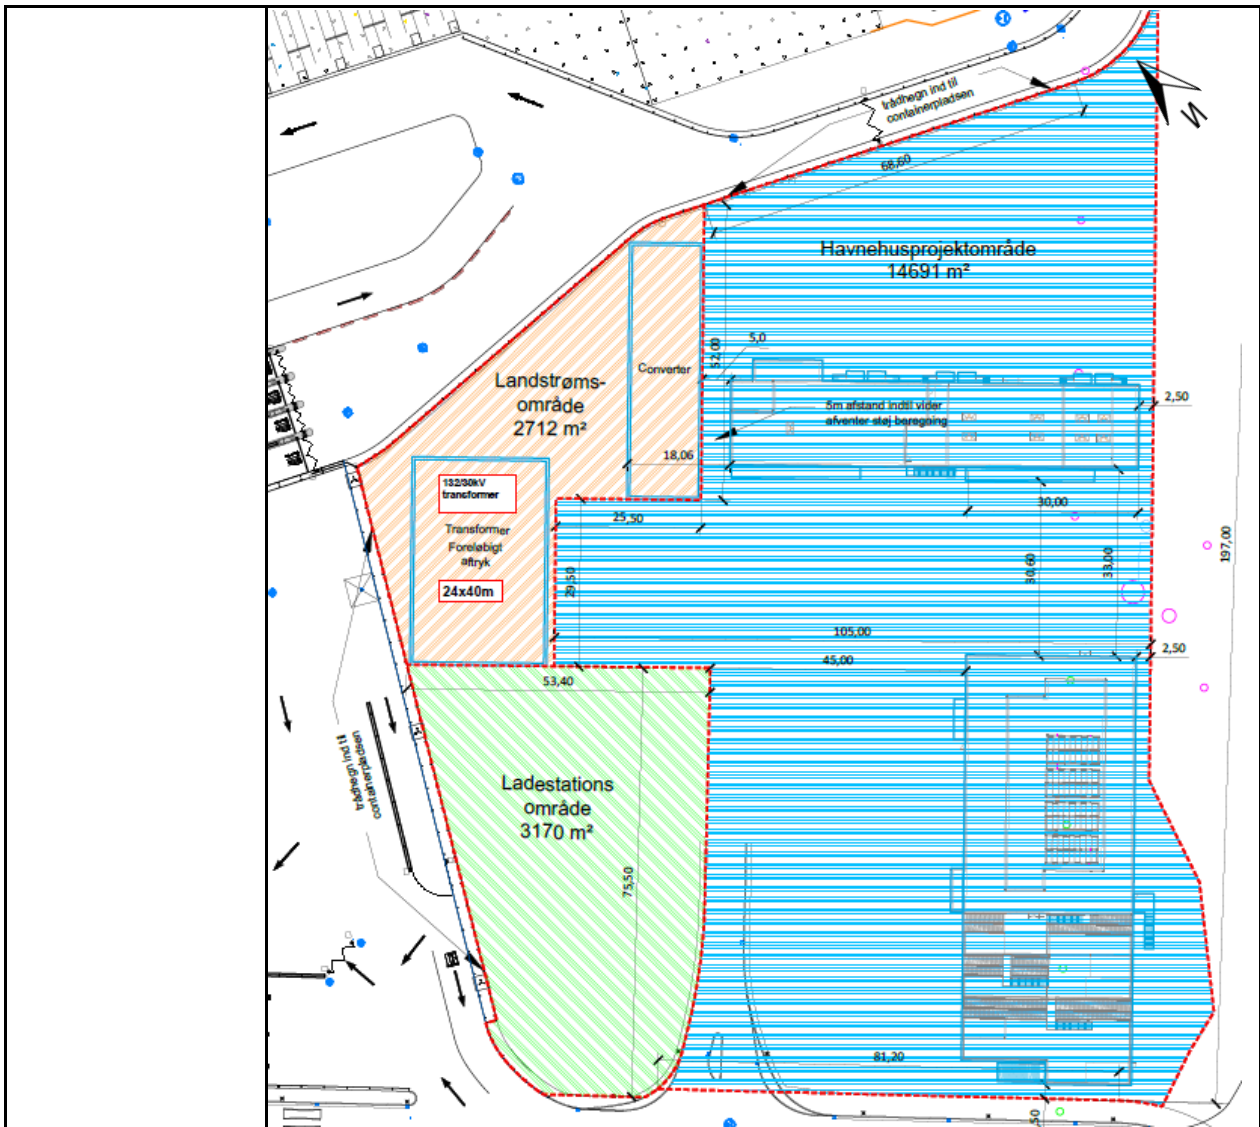 trådhegn ind til
containerpladsen
N
68,60
Havnehusprojektområde
14691 m²
5,0
52,00
Converter
Landstrøms-
område
2712 m²
2,50
5m afstand indtil vider
afventer støj beregning
18,06
132/30kV
transformer
30,00
25,50
Transformer
Foreløbigt
aftryk
197,00
29,50
30,60
33,00
24x40m
105,00
2,50
45,00
53,40
trådhegn ind til
containerpladsen
Ladestations
område
3170 m²
75,50
81,20